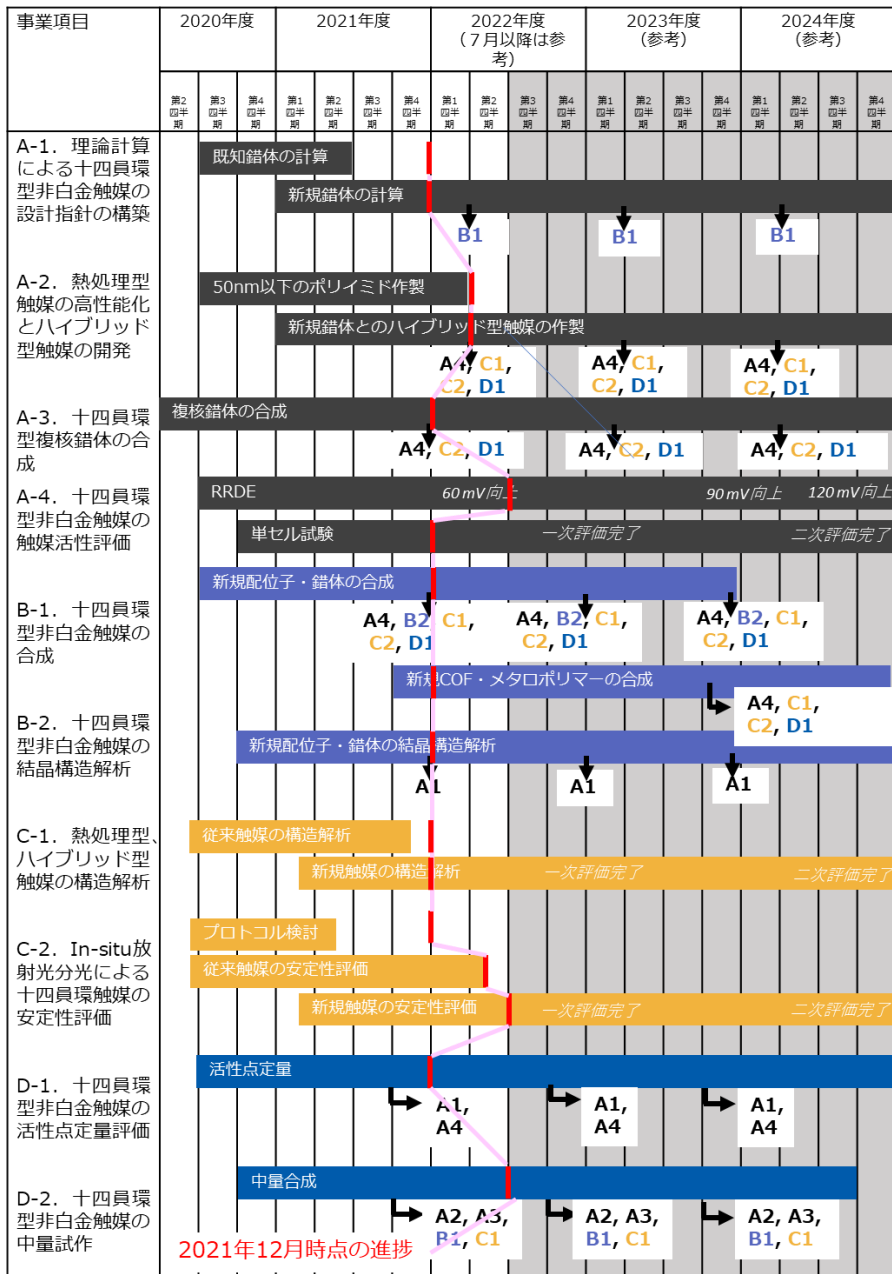 事業項目
2020年度
2021年度
2022年度
（７月以降は参
考）
2023年度
(参考)
2024年度
(参考)
第2
四半
期
第3
四半
期
第4
四半
期
第1
四半
期
第2
四半
期
第3
四半
期
第4
四半
期
第1
四半
期
第2
四半
期
第3
四半
期
第4
四半
期
第1
四半
期
第2
四半
期
第3
四半
期
第4
四半
期
第1
四半
期
第2
四半
期
第3
四半
期
第4
四半
期
A-1．理論計算
による十四員環
型非白金触媒の
設計指針の構築
既知錯体の計算
新規錯体の計算
B1
B1
B1
A-2．熱処理型
触媒の高性能化
とハイブリッド
型触媒の開発
50nm以下のポリイミド作製
新規錯体とのハイブリッド型触媒の作製
A4, C1,
C2, D1
A4, C1,
C2, D1
A4, C1,
C2, D1
A-3．十四員環
型複核錯体の合
成
複核錯体の合成
A4, C2, D1
A4, C2, D1
A4, C2, D1
A-4．十四員環
型非白金触媒の
触媒活性評価
RRDE
60 mV向上
90 mV向上
120 mV向上
単セル試験
一次評価完了
二次評価完了
B-1．十四員環
型非白金触媒の
合成
新規配位子・錯体の合成
A4, B2, C1,
C2, D1
A4, B2, C1,
C2, D1
A4, B2, C1,
C2, D1
新規COF・メタロポリマーの合成
A4, C1,
C2, D1
B-2．十四員環
型非白金触媒の
結晶構造解析
新規配位子・錯体の結晶構造解析
A1
A1
A1
C-1．熱処理型、
ハイブリッド型
触媒の構造解析
従来触媒の構造解析
新規触媒の構造解析
一次評価完了
二次評価完了
C-2．In-situ放
射光分光による
十四員環触媒の
安定性評価
プロトコル検討
従来触媒の安定性評価
新規触媒の安定性評価
一次評価完了
二次評価完了
D-1．十四員環
型非白金触媒の
活性点定量評価
活性点定量
A1,
A4
A1,
A4
A1,
A4
D-2．十四員環
型非白金触媒の
中量試作
中量合成
A2, A3,
B1, C1
A2, A3,
B1, C1
A2, A3,
B1, C1
2021年12月時点の進捗